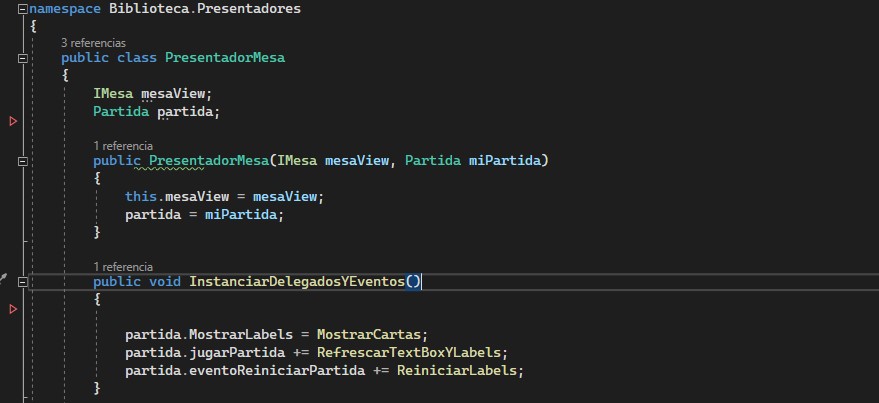 namespace Biblioteca.Presentadores
{
3 referencias
public class PresentadorMesa
{
IMesa mesaView;
Partida partida;
1 referencia
public PresentadorMesa(IMesa mesaView, Partida miPartida)
{
this.mesaView = mesaView;
partida = miPartida;
}
1 referencia
public void InstanciarDelegadosYEventos()
{
partida.MostrarLabels = MostrarCartas;
partida.jugarPartida += RefrescarTextBoxYLabels;
partida.eventoReiniciarPartida += ReiniciarLabels;
}